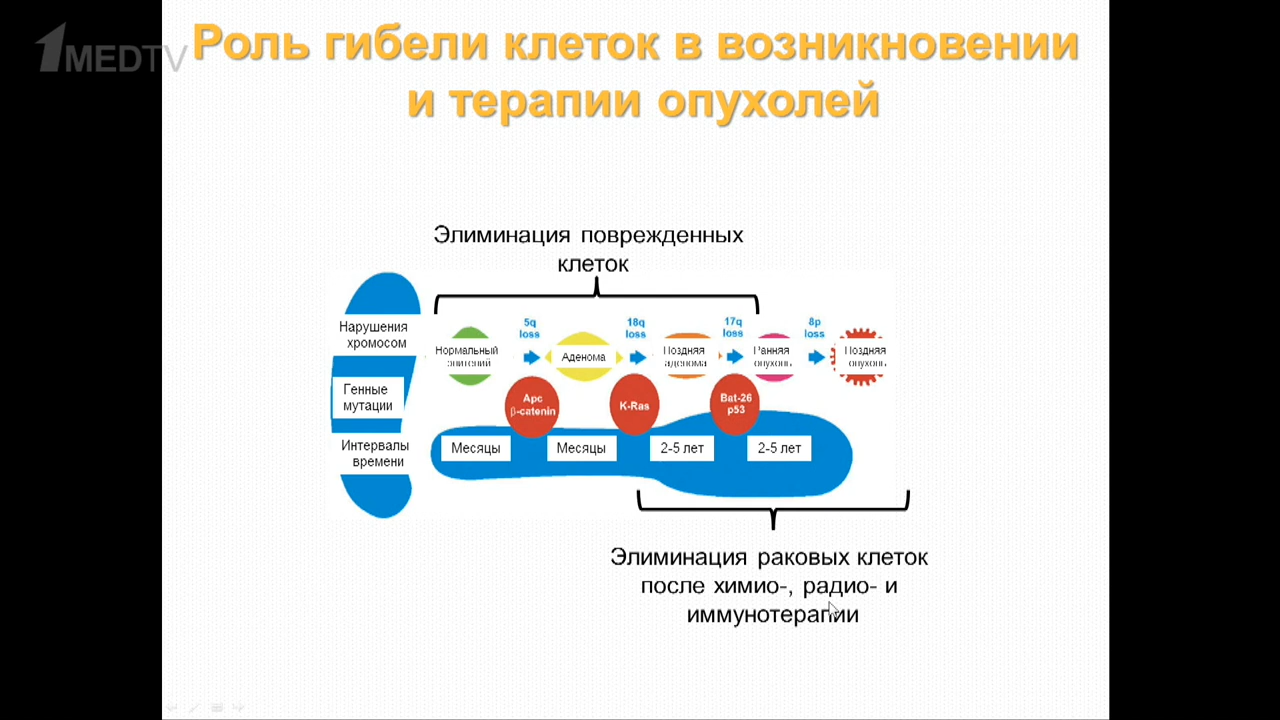 1MEDTV
Роль гибели клеток в возникновении
и терапии опухолей
Элиминация поврежденных
клеток
Нарушения
хромосом
5q
loss
18q
loss
17q
loss
8p
loss
Нормальный
эпителий
Аденома
Поздняя
аденома
Ранняя
опухоль
Поздняя
опухоль
Генные
мутации
Apc
β-catenin
K-Ras
Bat-26
p53
Интервалы
времени
Месяцы
Месяцы
2-5 лет
2-5 лет
Элиминация раковых клеток
после химио-, радио- и
иммунотерапии